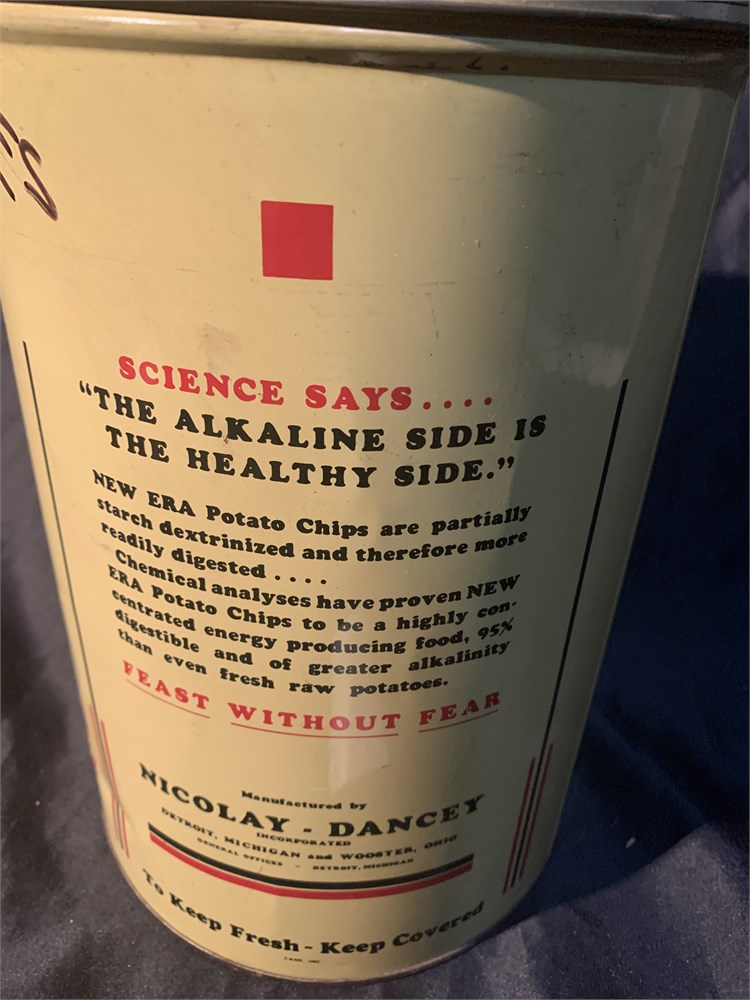 SCIENCE SAYS....
“THE ALKALINE SIDE IS
THE HEALTHY SIDE.”
NEW ERA Potato Chips are partially
starch dextrinized and therefore more
readily digested ....
Chemical analyses have proven NEW
ERA Potato Chips to be a highly con-
centrated energy producing food, 95%
digestible and of greater alkalinity
than even fresh raw potatoes.
FEAST WITHOUT FEAR
Manufactured by
NICOLAY - DANCEY
INCORPORATED
DETROIT, MICHIGAN and WOOSTER, OHIO
GENERAL OFFICES - DETROIT, MICHIGAN
To Keep Fresh - Keep Covered